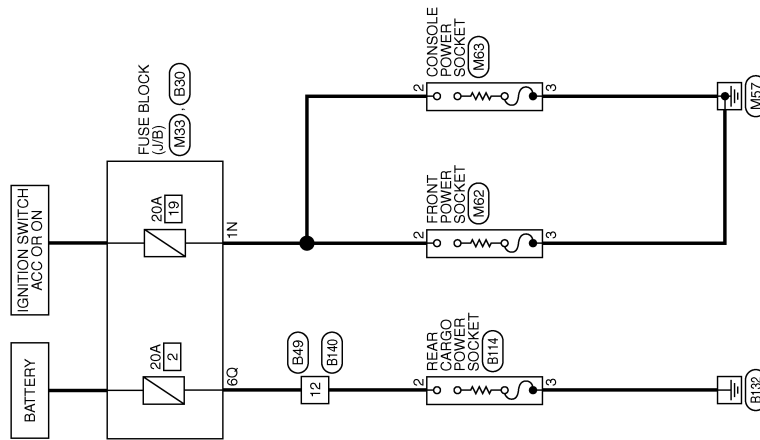 IGNITION SWITCH
ACC OR ON
BATTERY
FUSE BLOCK
(J/B)
M33 , B30
20A
19
20A
2
1N
6Q
B49
12
B140
CONSOLE
POWER
SOCKET
M63
2
3
FRONT
POWER
SOCKET
M62
2
3
REAR
CARGO
POWER
SOCKET
B114
2
3
M57
B132